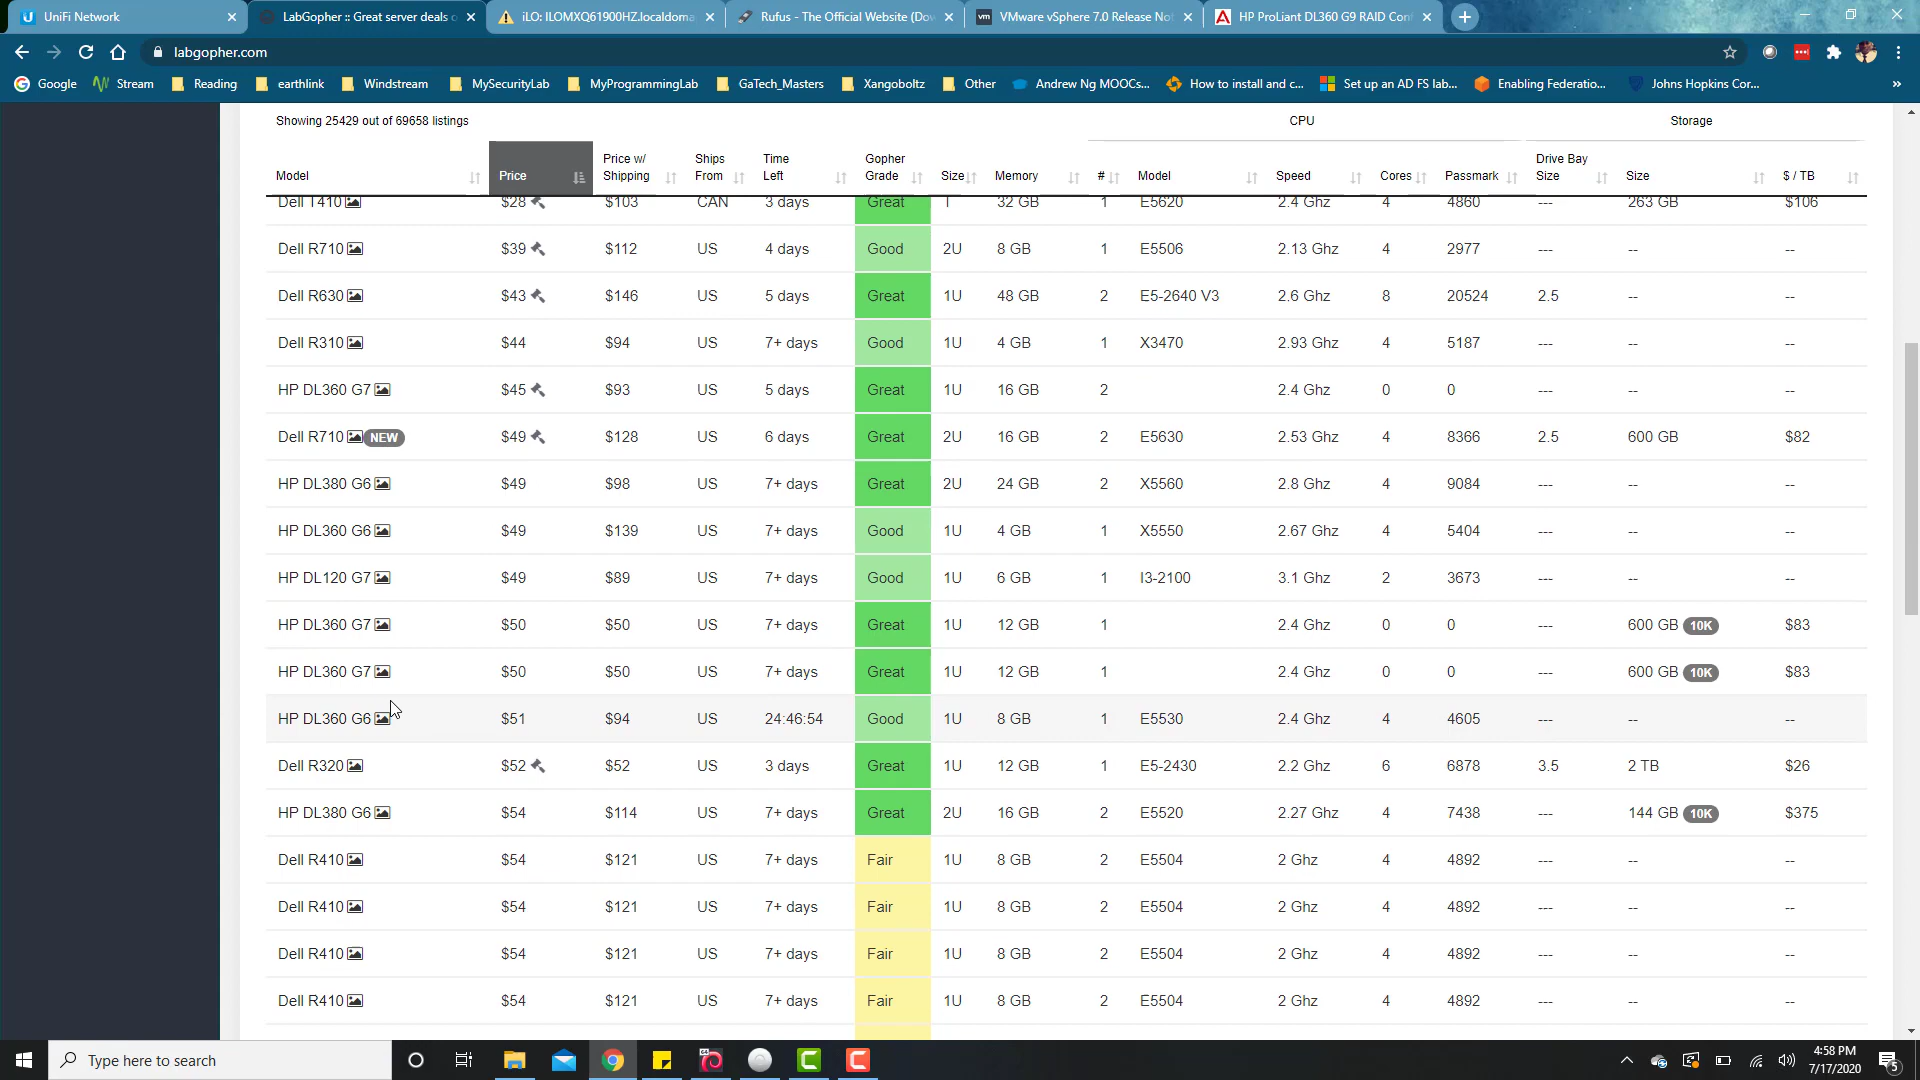 UniFi Network
LabGopher :: Great server deals o
iLO: ILOMXQ61900HZ.localdoma
Rufus - The Official Website (Dow
VMware vSphere 7.0 Release No
HP ProLiant DL360 G9 RAID Con
labgopher.com
Google Stream Reading earthlink Windstream MySecurityLab MyProgrammingLab GaTech_Masters Xangoboltz Other Andrew Ng MOOCs... How to install and c... Set up an AD FS lab... Enabling Federatio... Johns Hopkins Cor... »
Showing 25429 out of 69658 listings
CPU Storage
Model Price Price w/ Shipping Ships From Time Left Gopher Grade Size Memory # Model Speed Cores Passmark Drive Bay Size Size $ / TB
Dell T410 $28 $103 CAN 3 days Great T 32 GB 1 E5620 2.4 Ghz 4 4860 --- 263 GB $106
Dell R710 $39 $112 US 4 days Good 2U 8 GB 1 E5506 2.13 Ghz 4 2977 --- -- --
Dell R630 $43 $146 US 5 days Great 1U 48 GB 2 E5-2640 V3 2.6 Ghz 8 20524 2.5 -- --
Dell R310 $44 $94 US 7+ days Good 1U 4 GB 1 X3470 2.93 Ghz 4 5187 --- -- --
HP DL360 G7 $45 $93 US 5 days Great 1U 16 GB 2 2.4 Ghz 0 0 --- -- --
Dell R710 NEW $49 $128 US 6 days Great 2U 16 GB 2 E5630 2.53 Ghz 4 8366 2.5 600 GB $82
HP DL380 G6 $49 $98 US 7+ days Great 2U 24 GB 2 X5560 2.8 Ghz 4 9084 --- -- --
HP DL360 G6 $49 $139 US 7+ days Good 1U 4 GB 1 X5550 2.67 Ghz 4 5404 --- -- --
HP DL120 G7 $49 $89 US 7+ days Good 1U 6 GB 1 I3-2100 3.1 Ghz 2 3673 --- -- --
HP DL360 G7 $50 $50 US 7+ days Great 1U 12 GB 1 2.4 Ghz 0 0 --- 600 GB 10K $83
HP DL360 G7 $50 $50 US 7+ days Great 1U 12 GB 1 2.4 Ghz 0 0 --- 600 GB 10K $83
HP DL360 G6 $51 $94 US 24:46:54 Good 1U 8 GB 1 E5530 2.4 Ghz 4 4605 --- -- --
Dell R320 $52 $52 US 3 days Great 1U 12 GB 1 E5-2430 2.2 Ghz 6 6878 3.5 2 TB $26
HP DL380 G6 $54 $114 US 7+ days Great 2U 16 GB 2 E5520 2.27 Ghz 4 7438 --- 144 GB 10K $375
Dell R410 $54 $121 US 7+ days Fair 1U 8 GB 2 E5504 2 Ghz 4 4892 --- -- --
Dell R410 $54 $121 US 7+ days Fair 1U 8 GB 2 E5504 2 Ghz 4 4892 --- -- --
Dell R410 $54 $121 US 7+ days Fair 1U 8 GB 2 E5504 2 Ghz 4 4892 --- -- --
Dell R410 $54 $121 US 7+ days Fair 1U 8 GB 2 E5504 2 Ghz 4 4892 --- -- --
Type here to search
4:58 PM
7/17/2020
5